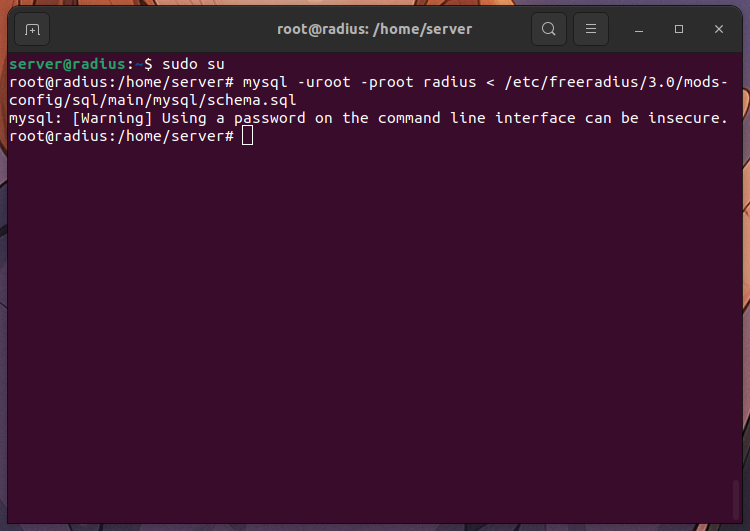 root@radius: /home/server
server@radius:~$ sudo su
root@radius:/home/server# mysql -uroot -proot radius < /etc/freeradius/3.0/mods-
config/sql/main/mysql/schema.sql
mysql: [Warning] Using a password on the command line interface can be insecure.
root@radius:/home/server#